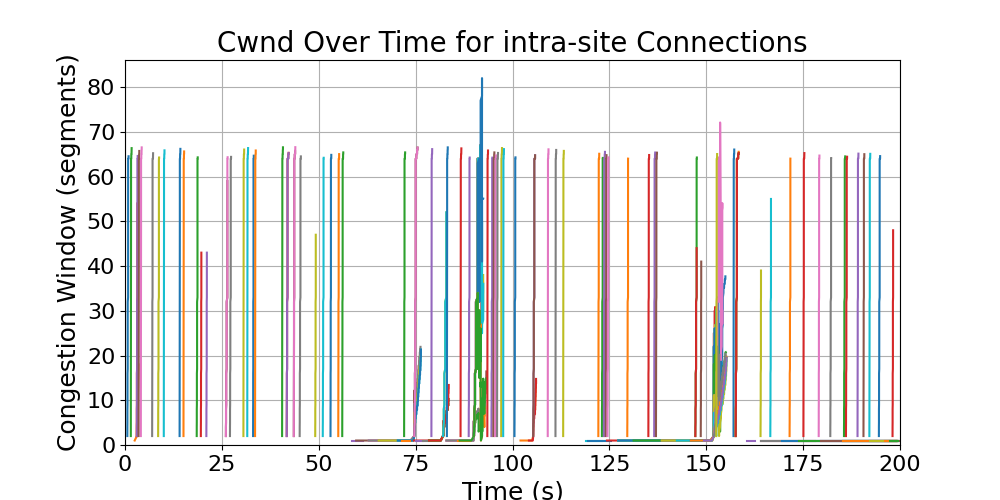 Cwnd Over Time for intra-site Connections
Congestion Window (segments)
80
70
60
50
40
30
20
10
0
0 25 50 75 100 125 150 175 200
Time (s)